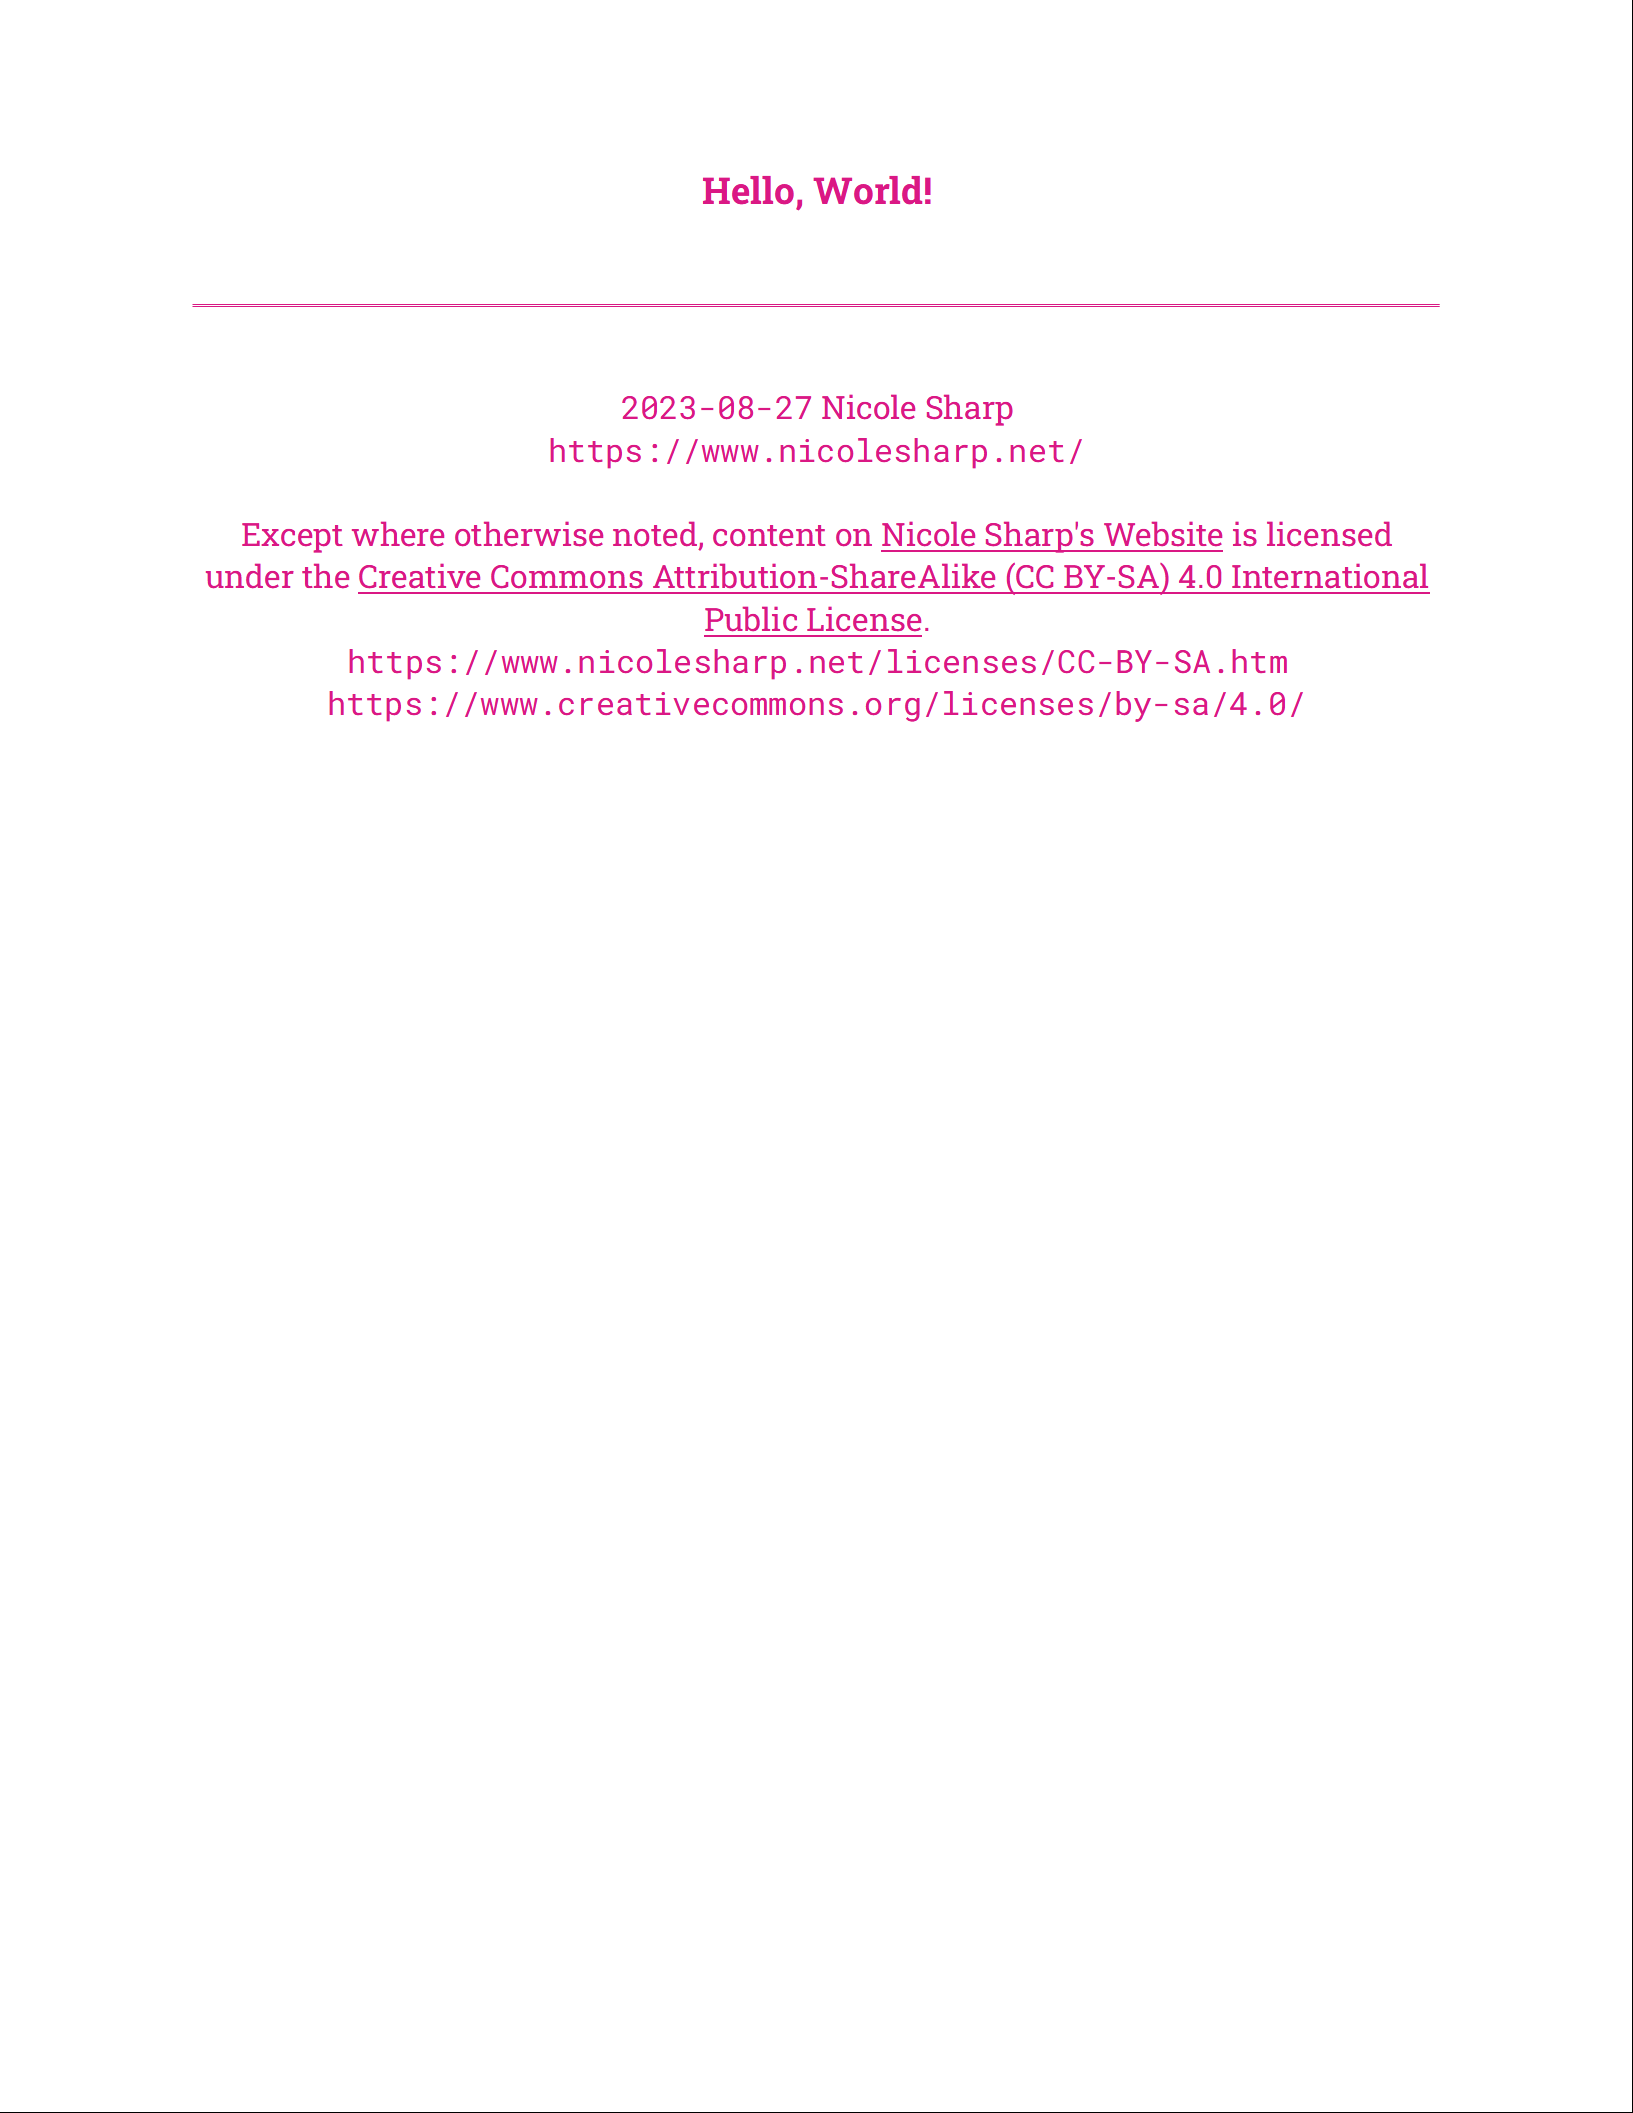 Hello, World!
2023-08-27 Nicole Sharp
https://www.nicolesharp.net/
Except where otherwise noted, content on Nicole Sharp's Website is licensed
under the Creative Commons Attribution-ShareAlike (CC BY-SA) 4.0 International
Public License.
https://www.nicolesharp.net/licenses/CC-BY-SA.htm
https://www.creativecommons.org/licenses/by-sa/4.0/